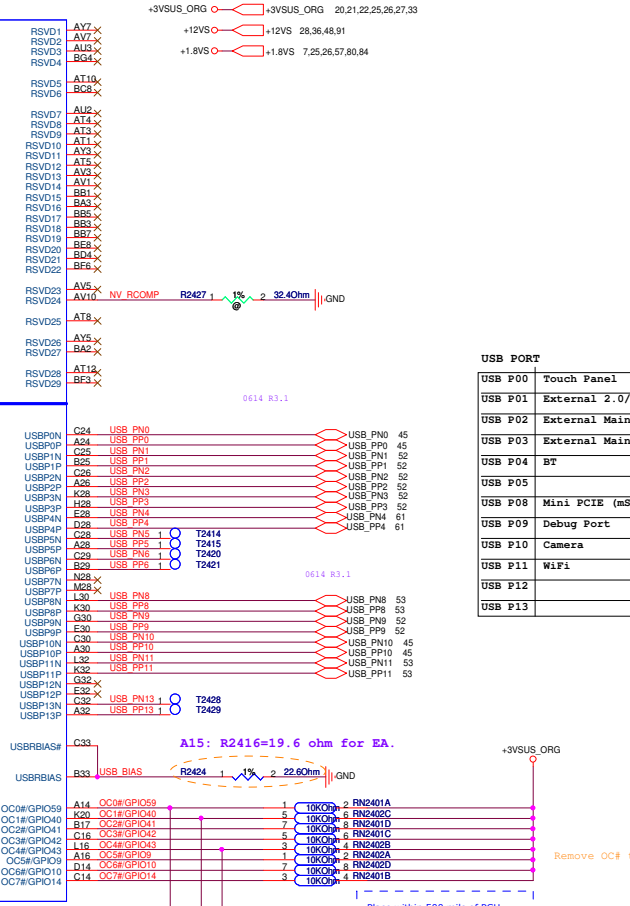 +3VSUS_ORG +3VSUS_ORG 20,21,22,25,26,27,33
+12VS +12VS 28,36,48,91
+1.8VS +1.8VS 7,25,26,57,80,84
RSVD1 AY7
RSVD2 AV7
RSVD3 AU3
RSVD4 BG4
RSVD5 AT10
RSVD6 BC8
RSVD7 AU2
RSVD8 AT4
RSVD9 AT3
RSVD10 AT1
RSVD11 AY3
RSVD12 AT5
RSVD13 AV3
RSVD14 AV1
RSVD15 BB1
RSVD16 BA3
RSVD17 BB5
RSVD18 BB3
RSVD19 BB7
RSVD20 BE8
RSVD21 BD4
RSVD22 BF6
RSVD23 AV5
RSVD24 AV10 NV_RCOMP R2427 1 1% 2 32.4Ohm GND
@
RSVD25 AT8
RSVD26 AY5
RSVD27 BA2
RSVD28 AT12
RSVD29 BF3
0614 R3.1
USBP0N C24 USB_PN0 USB_PN0 45
USBP0P A24 USB_PP0 USB_PP0 45
USBP1N C25 USB_PN1 USB_PN1 52
USBP1P B25 USB_PP1 USB_PP1 52
USBP2N C26 USB_PN2 USB_PN2 52
USBP2P A26 USB_PP2 USB_PP2 52
USBP3N K28 USB_PN3 USB_PN3 52
USBP3P H28 USB_PP3 USB_PP3 52
USBP4N E28 USB_PN4 USB_PN4 61
USBP4P D28 USB_PP4 USB_PP4 61
USBP5N C28 USB_PN5 1 T2414
USBP5P A28 USB_PP5 1 T2415
USBP6N C29 USB_PN6 1 T2420
USBP6P B29 USB_PP6 1 T2421
USBP7N N28
USBP7P M28
0614 R3.1
USBP8N L30 USB_PN8 USB_PN8 53
USBP8P K30 USB_PP8 USB_PP8 53
USBP9N G30 USB_PN9 USB_PN9 52
USBP9P E30 USB_PP9 USB_PP9 52
USBP10N C30 USB_PN10 USB_PN10 45
USBP10P A30 USB_PP10 USB_PP10 45
USBP11N L32 USB_PN11 USB_PN11 53
USBP11P K32 USB_PP11 USB_PP11 53
USBP12N G32
USBP12P E32
USBP13N C32 USB_PN13 1 T2428
USBP13P A32 USB_PP13 1 T2429
USB PORT
USB P00 Touch Panel
USB P01 External 2.0/
USB P02 External Main
USB P03 External Main
USB P04 BT
USB P05
USB P08 Mini PCIE (mS
USB P09 Debug Port
USB P10 Camera
USB P11 WiFi
USB P12
USB P13
A15: R2416=19.6 ohm for EA.
USBRBIAS# C33
USBRBIAS B33 USB_BIAS R2424 1 1% 2 22.6Ohm GND
+3VSUS_ORG
OC0#/GPIO59 A14 OC0#/GPIO59 1 10KOhm 2 RN2401A
OC1#/GPIO40 K20 OC1#/GPIO40 5 10KOhm 6 RN2402C
OC2#/GPIO41 B17 OC2#/GPIO41 7 10KOhm 8 RN2401D
OC3#/GPIO42 C16 OC3#/GPIO42 5 10KOhm 6 RN2401C
OC4#/GPIO43 L16 OC4#/GPIO43 3 10KOhm 4 RN2402B
OC5#/GPIO9 A16 OC5#/GPIO9 1 10KOhm 2 RN2402A
OC6#/GPIO10 D14 OC6#/GPIO10 7 10KOhm 8 RN2402D
OC7#/GPIO14 C14 OC7#/GPIO14 3 10KOhm 4 RN2401B
Remove OC#